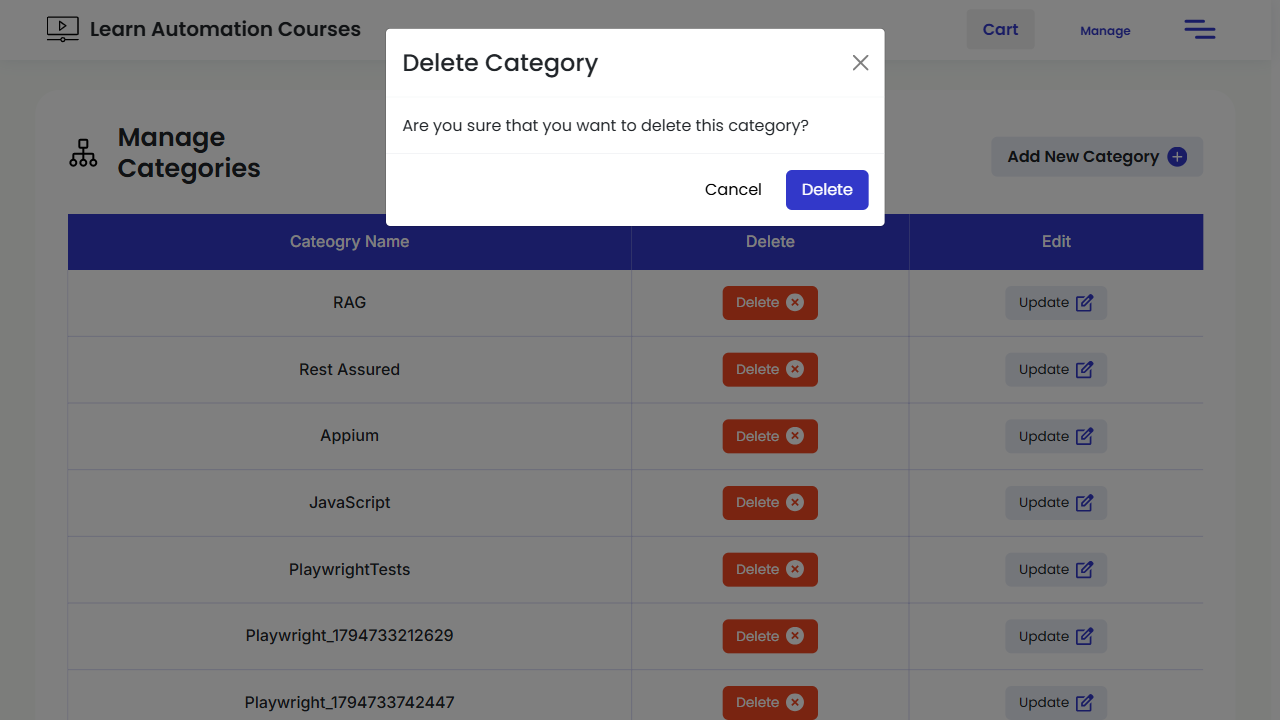 Learn Automation Courses
Cart
Manage
Delete Category
Are you sure that you want to delete this category?
Cancel
Delete
Manage
Categories
Add New Category
Cateogry Name
Delete
Edit
RAG
Delete
Update
Rest Assured
Delete
Update
Appium
Delete
Update
JavaScript
Delete
Update
PlaywrightTests
Delete
Update
Playwright_1794733212629
Delete
Update
Playwright_1794733742447
Delete
Update